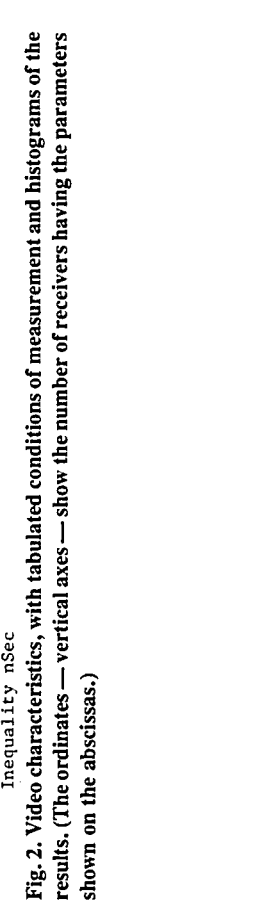 Inequality nSec
Fig. 2. Video characteristics, with tabulated conditions of measurement and histograms of the
results. (The ordinates — vertical axes — show the number of receivers having the parameters
shown on the abscissas.)